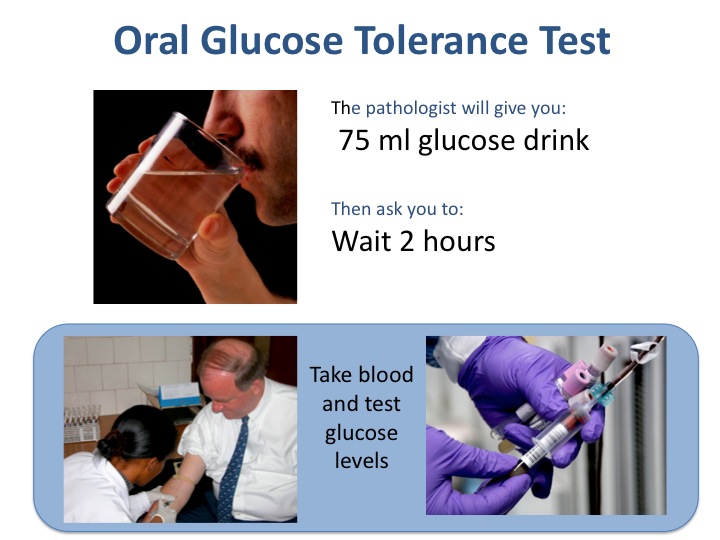 Oral Glucose Tolerance Test
The pathologist will give you:
75 ml glucose drink
Then ask you to:
Wait 2 hours
Take blood
and test
glucose
levels